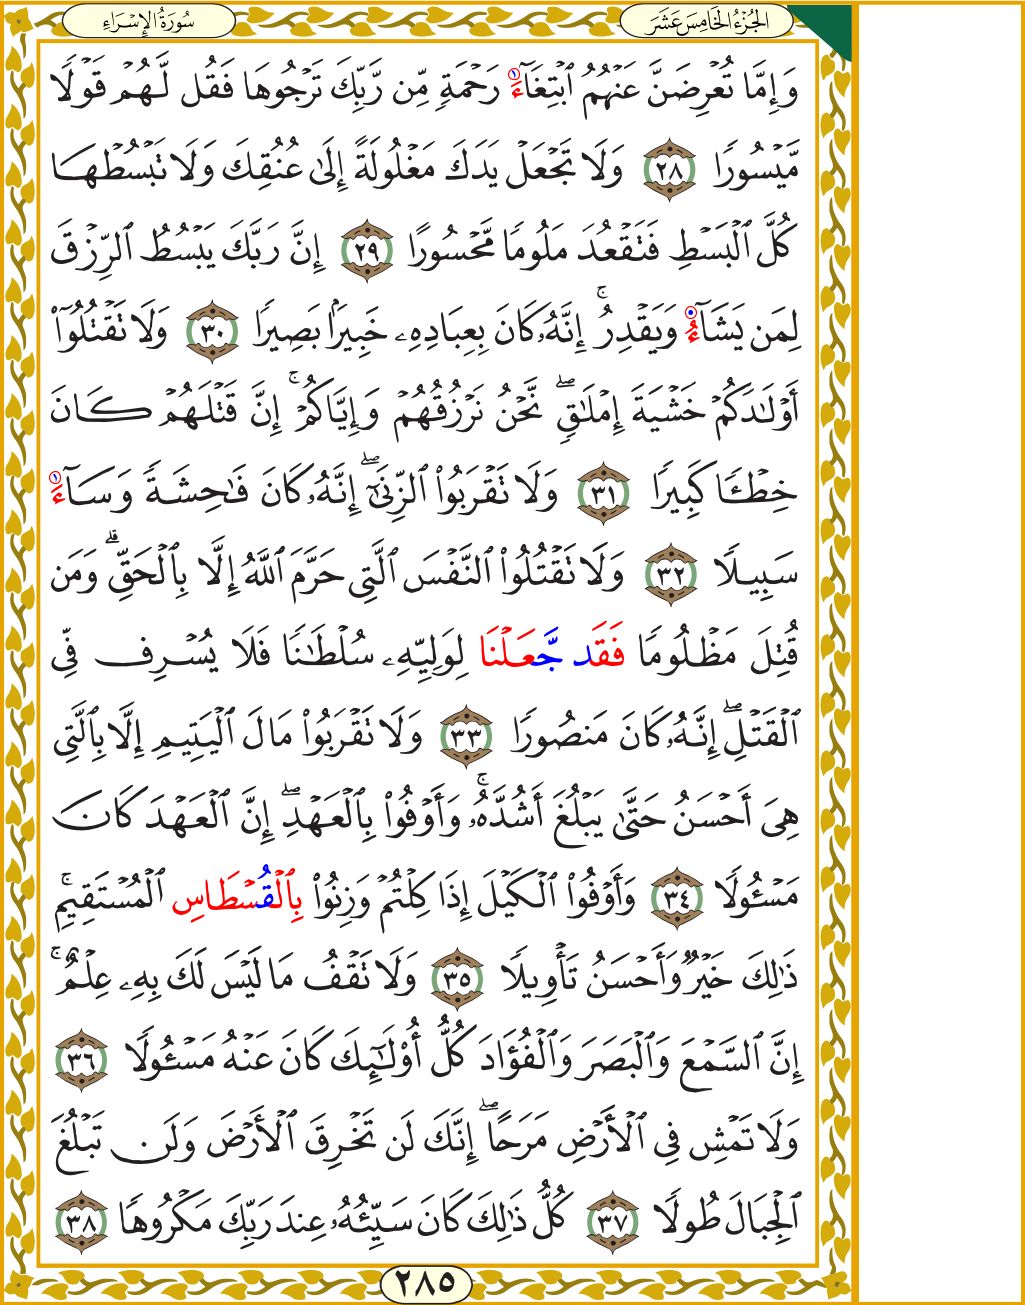 الجُزْءُ الخَامِسَ عَشَرَ
سُورَةُ الإِسْرَاءِ
وَإِمَّا تُعْرِضَنَّ عَنْهُمُ ٱبْتِغَآءَ ١ رَحْمَةٍ مِّن رَّبِّكَ تَرْجُوهَا فَقُل لَّهُمْ قَوْلًا
مَّيْسُورًا ٢٨ وَلَا تَجْعَلْ يَدَكَ مَغْلُولَةً إِلَىٰ عُنُقِكَ وَلَا تَبْسُطْهَا
كُلَّ ٱلْبَسْطِ فَتَقْعُدَ مَلُومًا مَّحْسُورًا ٢٩ إِنَّ رَبَّكَ يَبْسُطُ ٱلرِّزْقَ
لِمَن يَشَآءُ وَيَقْدِرُ ۚ إِنَّهُۥ كَانَ بِعِبَادِهِۦ خَبِيرًۢا بَصِيرًا ٣٠ وَلَا تَقْتُلُوٓا۟
أَوْلَـٰدَكُمْ خَشْيَةَ إِمْلَـٰقٍ ۖ نَّحْنُ نَرْزُقُهُمْ وَإِيَّاكُمْ ۚ إِنَّ قَتْلَهُمْ كَانَ
خِطْـًٔا كَبِيرًا ٣١ وَلَا تَقْرَبُوا۟ ٱلزِّنَىٰٓ ۖ إِنَّهُۥ كَانَ فَـٰحِشَةً وَسَآءَ ١
سَبِيلًا ٣٢ وَلَا تَقْتُلُوا۟ ٱلنَّفْسَ ٱلَّتِى حَرَّمَ ٱللَّهُ إِلَّا بِٱلْحَقِّ ۗ وَمَن
قُتِلَ مَظْلُومًا فَقَد جَّعَلْنَا لِوَلِيِّهِۦ سُلْطَـٰنًا فَلَا يُسْرِف فِّى
ٱلْقَتْلِ ۖ إِنَّهُۥ كَانَ مَنصُورًا ٣٣ وَلَا تَقْرَبُوا۟ مَالَ ٱلْيَتِيمِ إِلَّا بِٱلَّتِى
هِىَ أَحْسَنُ حَتَّىٰ يَبْلُغَ أَشُدَّهُۥ ۚ وَأَوْفُوا۟ بِٱلْعَهْدِ ۖ إِنَّ ٱلْعَهْدَ كَانَ
مَسْـُٔولًا ٣٤ وَأَوْفُوا۟ ٱلْكَيْلَ إِذَا كِلْتُمْ وَزِنُوا۟ بِٱلْقُسْطَاسِ ٱلْمُسْتَقِيمِ ۚ
ذَٰلِكَ خَيْرٌ وَأَحْسَنُ تَأْوِيلًا ٣٥ وَلَا تَقْفُ مَا لَيْسَ لَكَ بِهِۦ عِلْمٌ ۚ
إِنَّ ٱلسَّمْعَ وَٱلْبَصَرَ وَٱلْفُؤَادَ كُلُّ أُو۟لَـٰٓئِكَ كَانَ عَنْهُ مَسْـُٔولًا ٣٦
وَلَا تَمْشِ فِى ٱلْأَرْضِ مَرَحًا ۖ إِنَّكَ لَن تَخْرِقَ ٱلْأَرْضَ وَلَن تَبْلُغَ
ٱلْجِبَالَ طُولًا ٣٧ كُلُّ ذَٰلِكَ كَانَ سَيِّئُهُۥ عِندَ رَبِّكَ مَكْرُوهًا ٣٨
٢٨٥